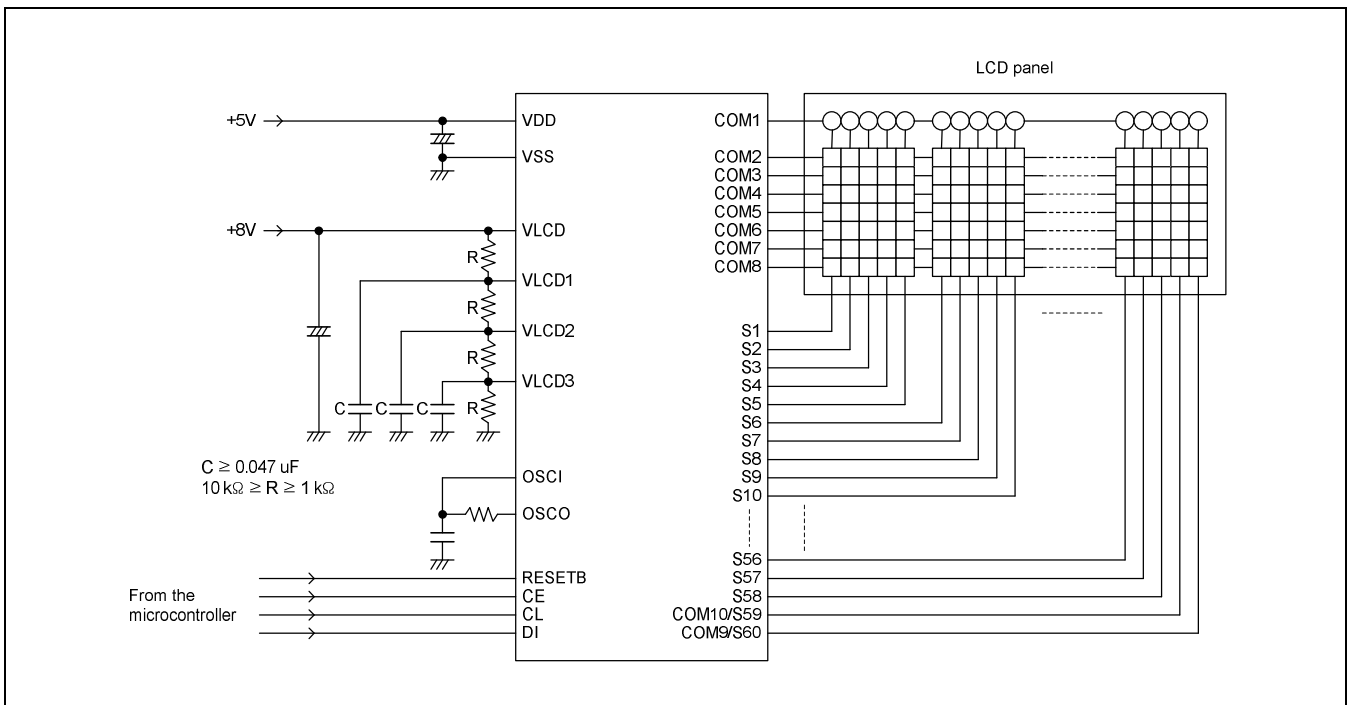 LCD panel
+5V
VDD
VSS
+8V
VLCD
R
VLCD1
R
VLCD2
R
VLCD3
R
C
C
C
C ≥ 0.047 uF
10 kΩ ≥ R ≥ 1 kΩ
OSCI
OSCO
From the
microcontroller
RESETB
CE
CL
DI
COM1
COM2
COM3
COM4
COM5
COM6
COM7
COM8
S1
S2
S3
S4
S5
S6
S7
S8
S9
S10
S56
S57
S58
COM10/S59
COM9/S60